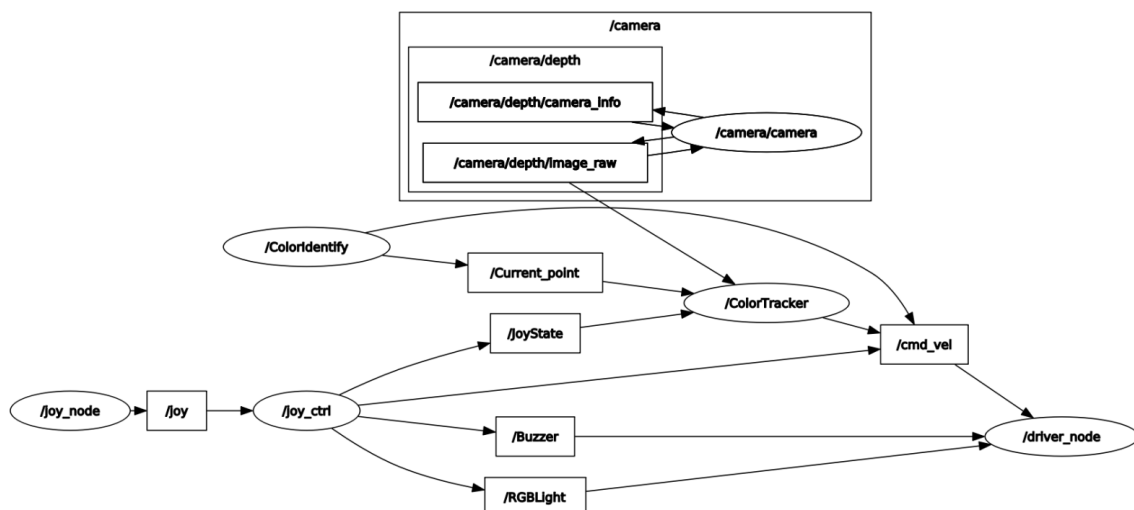 /camera
/camera/depth
/camera/depth/camera_info
/camera/camera
/camera/depth/image_raw
/ColorIdentify
/Current_point
/ColorTracker
/JoyState
/cmd_vel
/joy_node
/joy
/joy_ctrl
/Buzzer
/driver_node
/RGBLight